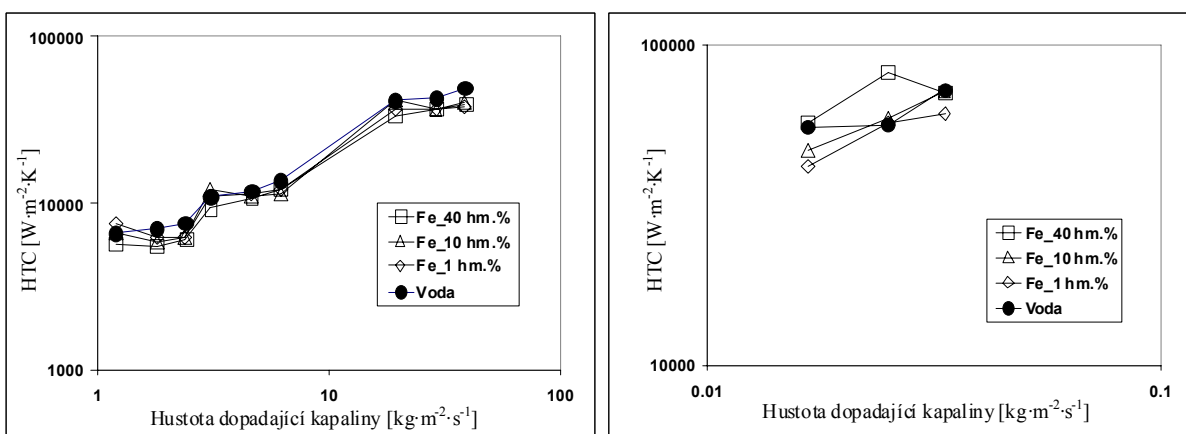 100000
10000
1000
1
10
100
HTC [W·m⁻²·K⁻¹]
Hustota dopadající kapaliny [kg·m⁻²·s⁻¹]
Fe_40 hm.%
Fe_10 hm.%
Fe_1 hm.%
Voda
100000
10000
0.01
0.1
HTC [W·m⁻²·K⁻¹]
Hustota dopadající kapaliny [kg·m⁻²·s⁻¹]
Fe_40 hm.%
Fe_10 hm.%
Fe_1 hm.%
Voda